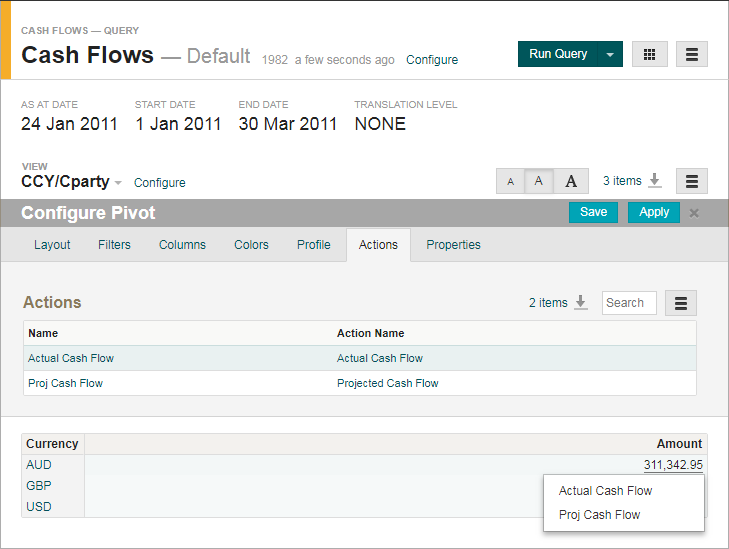 CASH FLOWS — QUERY
Cash Flows — Default 1982 a few seconds ago Configure Run Query
AS AT DATE START DATE END DATE TRANSLATION LEVEL
24 Jan 2011 1 Jan 2011 30 Mar 2011 NONE
VIEW
CCY/Cparty Configure A A A 3 items
Configure Pivot Save Apply ×
Layout Filters Columns Colors Profile Actions Properties
Actions 2 items Search
Name Action Name
Actual Cash Flow Actual Cash Flow
Proj Cash Flow Projected Cash Flow
Currency Amount
AUD 311,342.95
GBP
USD
Actual Cash Flow
Proj Cash Flow